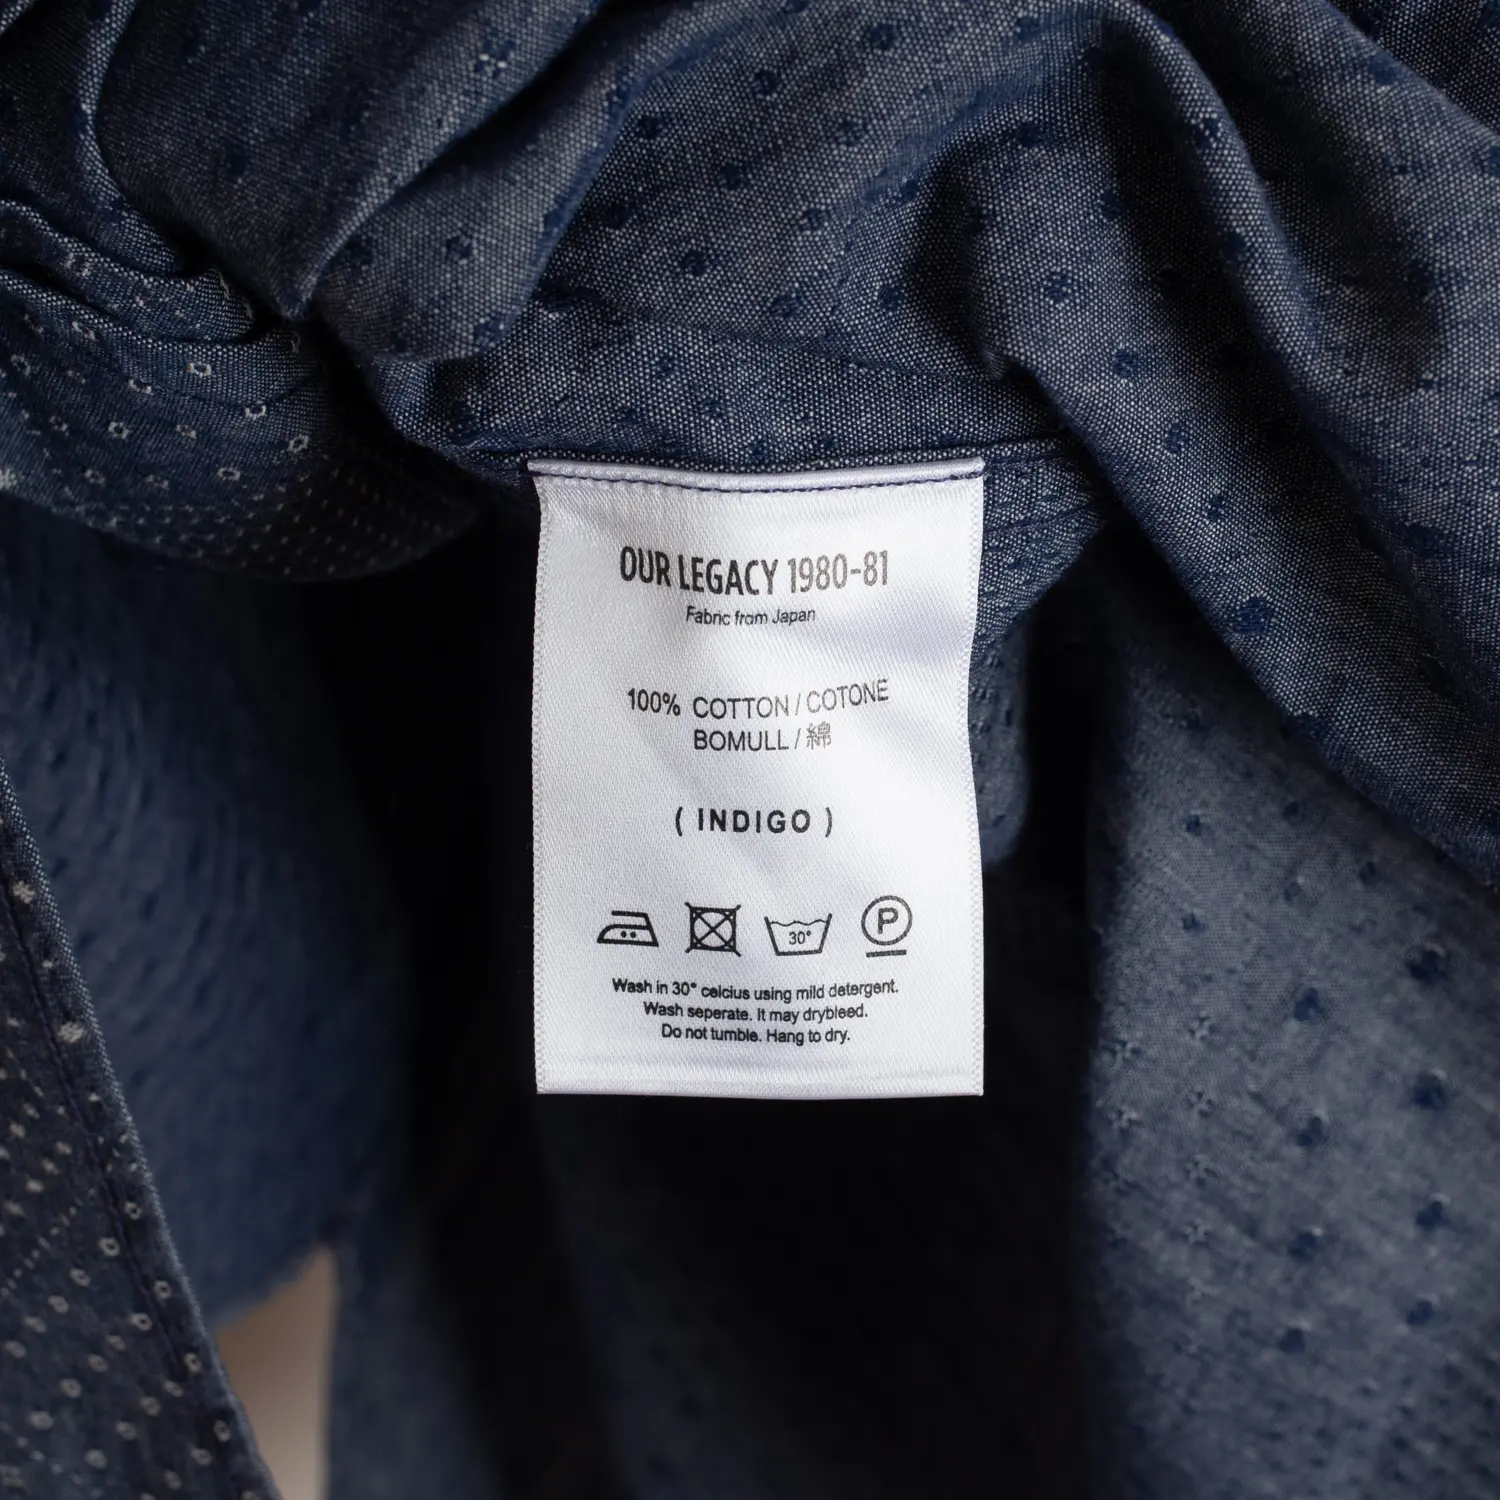 OUR LEGACY 1980-81
Fabric from Japan
100% COTTON / COTONE
BOMULL / 綿
( INDIGO )
30°
P
Wash in 30° celcius using mild detergent.
Wash seperate. It may drybleed.
Do not tumble. Hang to dry.